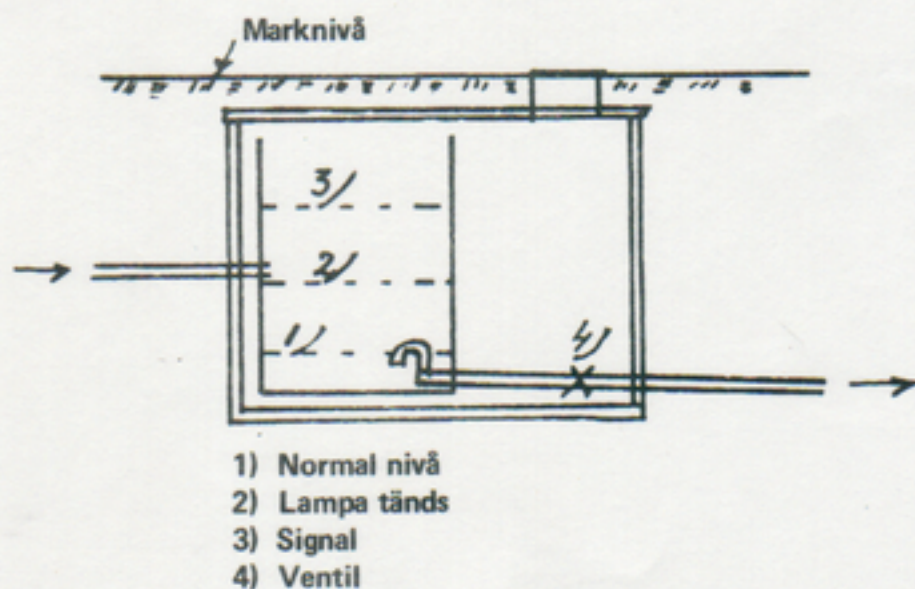 Marknivå
3/
2/
1/
4/
1) Normal nivå
2) Lampa tänds
3) Signal
4) Ventil